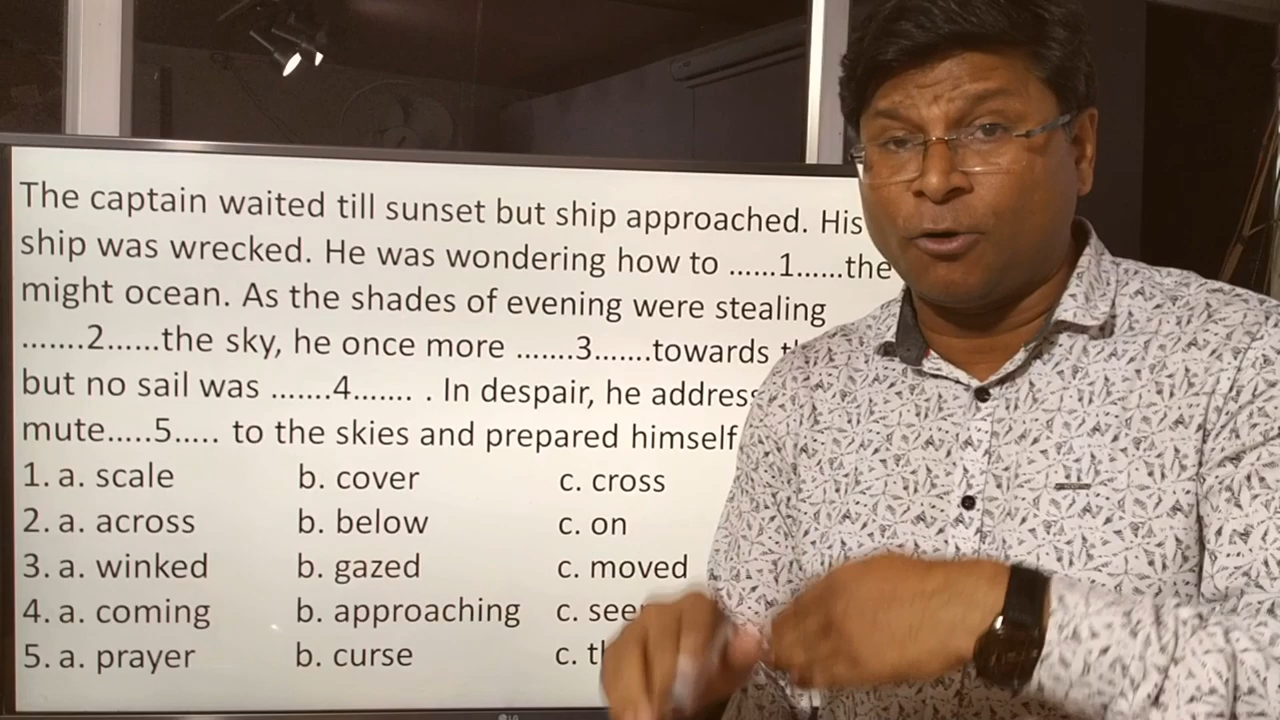 The captain waited till sunset but ship approached. His
ship was wrecked. He was wondering how to ......1......the
might ocean. As the shades of evening were stealing
.......2......the sky, he once more .......3.......towards
but no sail was .......4....... . In despair, he
mute.....5..... to the skies and prepared himself
1. a. scale b. cover c. cross
2. a. across b. below c. on
3. a. winked b. gazed c. moved
4. a. coming b. approaching c.
5. a. prayer b. curse c.
LG